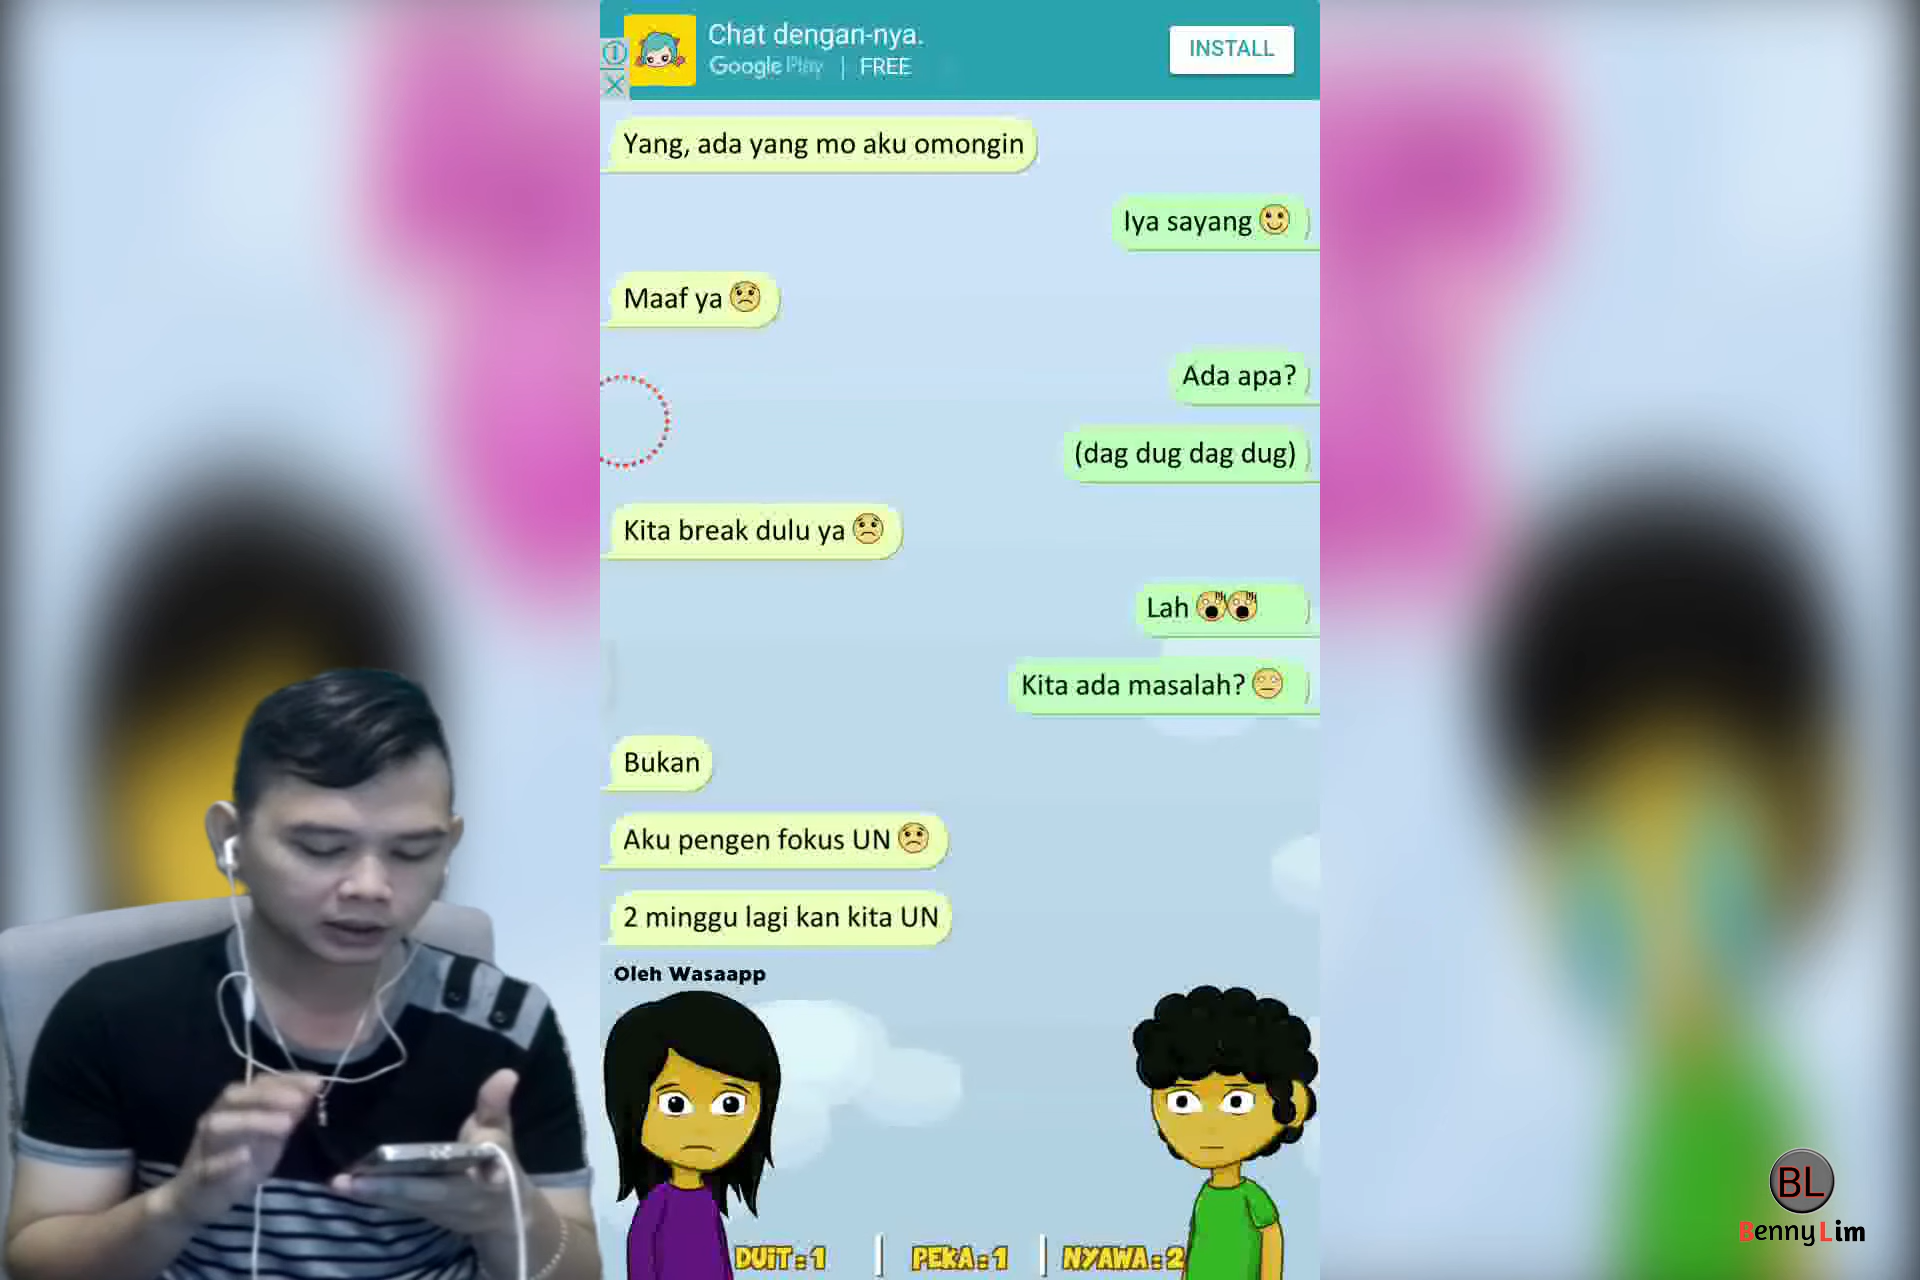 Chat dengan-nya.
Google Play | FREE
INSTALL
Yang, ada yang mo aku omongin
Iya sayang
Maaf ya
Ada apa?
(dag dug dag dug)
Kita break dulu ya
Lah
Kita ada masalah?
Bukan
Aku pengen fokus UN
2 minggu lagi kan kita UN
Oleh Wasaapp
DUIT : 1 | PEKA : 1 | NYAWA : 2
BL
Benny Lim